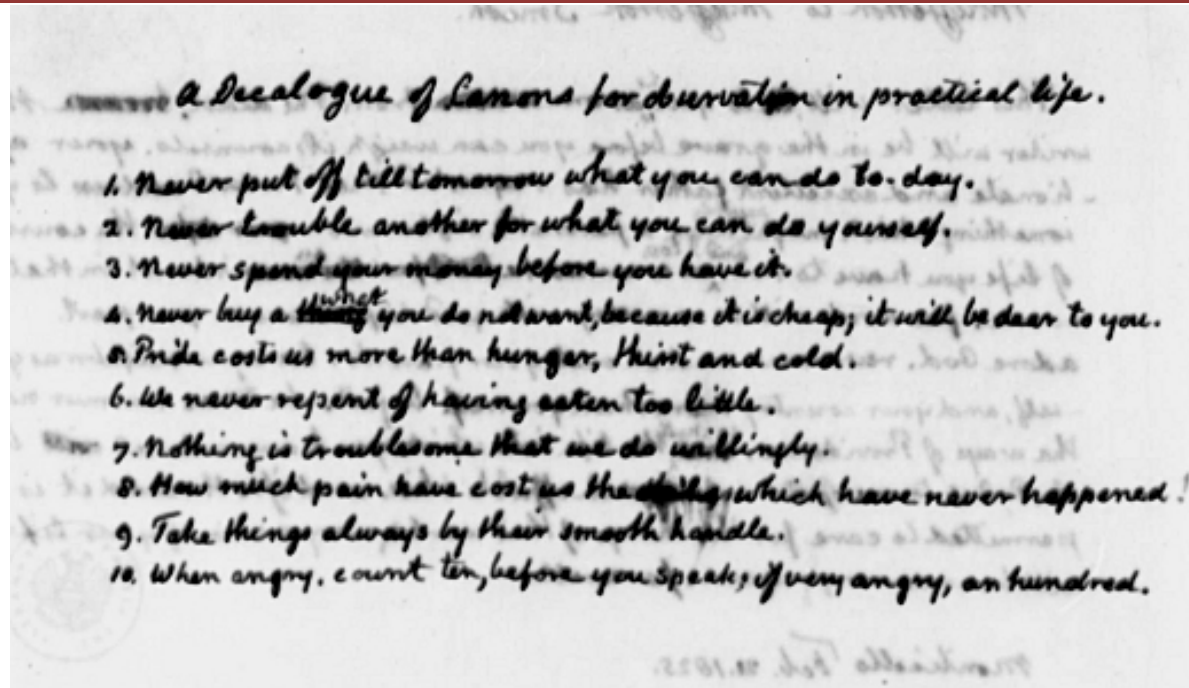 A Decalogue of Canons for observation in practical life.
1. Never put off till tomorrow what you can do to-day.
2. Never trouble another for what you can do yourself.
3. Never spend your money before you have it.
4. Never buy a what you do not want, because it is cheap; it will be dear to you.
5. Pride costs us more than hunger, thirst and cold.
6. We never repent of having eaten too little.
7. Nothing is troublesome that we do willingly.
8. How much pain have cost us the which have never happened!
9. Take things always by their smooth handle.
10. When angry, count ten, before you speak; if very angry, an hundred.